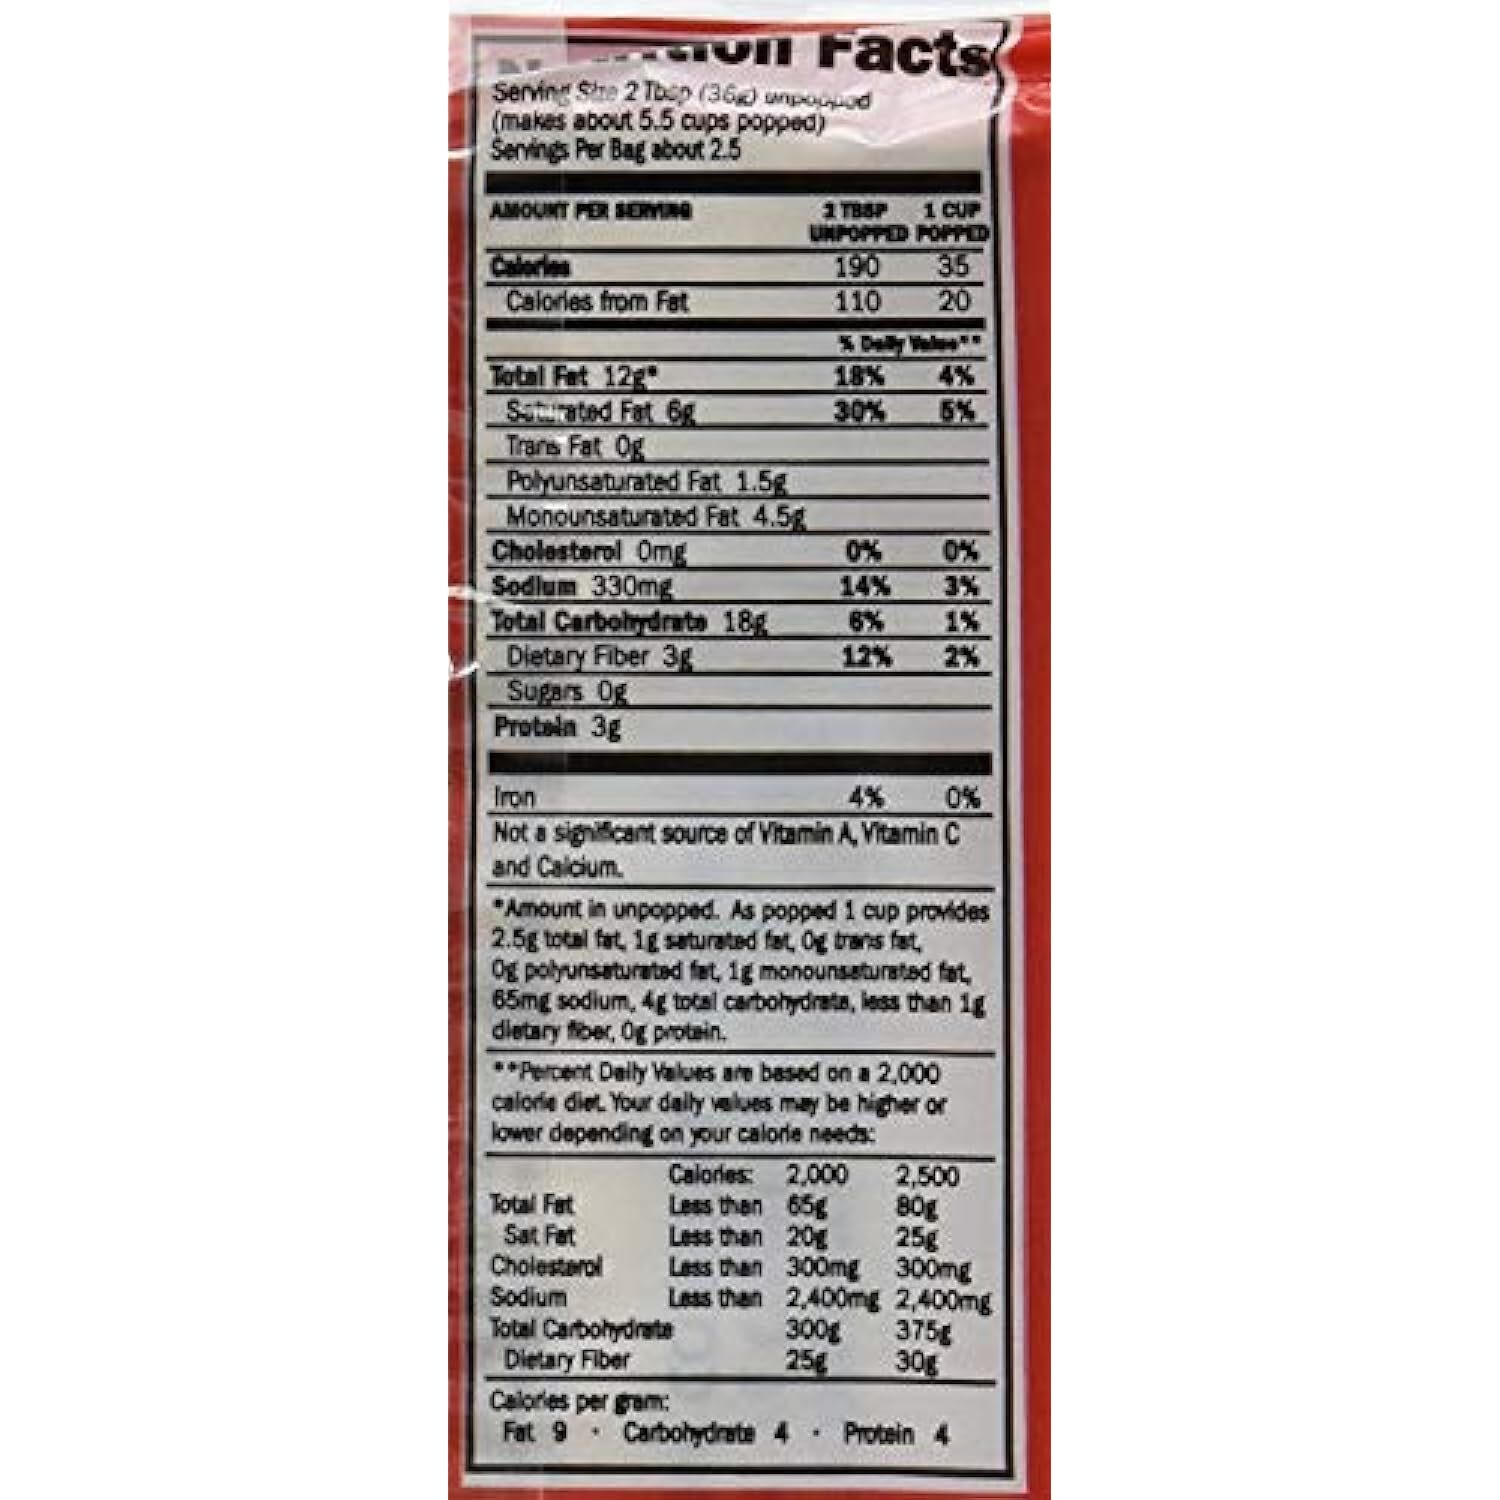 Facts
Serving Size 2 Tbsp (36g) unpopped
(makes about 5.5 cups popped)
Servings Per Bag about 2.5
AMOUNT PER SERVING 2 TBSP 1 CUP
UNPOPPED POPPED
Calories 190 35
Calories from Fat 110 20
% Daily Value**
Total Fat 12g* 18% 4%
Saturated Fat 6g 30% 5%
Trans Fat 0g
Polyunsaturated Fat 1.5g
Monounsaturated Fat 4.5g
Cholesterol 0mg 0% 0%
Sodium 330mg 14% 3%
Total Carbohydrate 18g 6% 1%
Dietary Fiber 3g 12% 2%
Sugars 0g
Protein 3g
Iron 4% 0%
Not a significant source of Vitamin A, Vitamin C
and Calcium.
*Amount in unpopped. As popped 1 cup provides
2.5g total fat, 1g saturated fat, 0g trans fat,
0g polyunsaturated fat, 1g monounsaturated fat,
65mg sodium, 4g total carbohydrate, less than 1g
dietary fiber, 0g protein.
**Percent Daily Values are based on a 2,000
calorie diet. Your daily values may be higher or
lower depending on your calorie needs:
Calories: 2,000 2,500
Total Fat Less than 65g 80g
Sat Fat Less than 20g 25g
Cholesterol Less than 300mg 300mg
Sodium Less than 2,400mg 2,400mg
Total Carbohydrate 300g 375g
Dietary Fiber 25g 30g
Calories per gram:
Fat 9 · Carbohydrate 4 · Protein 4